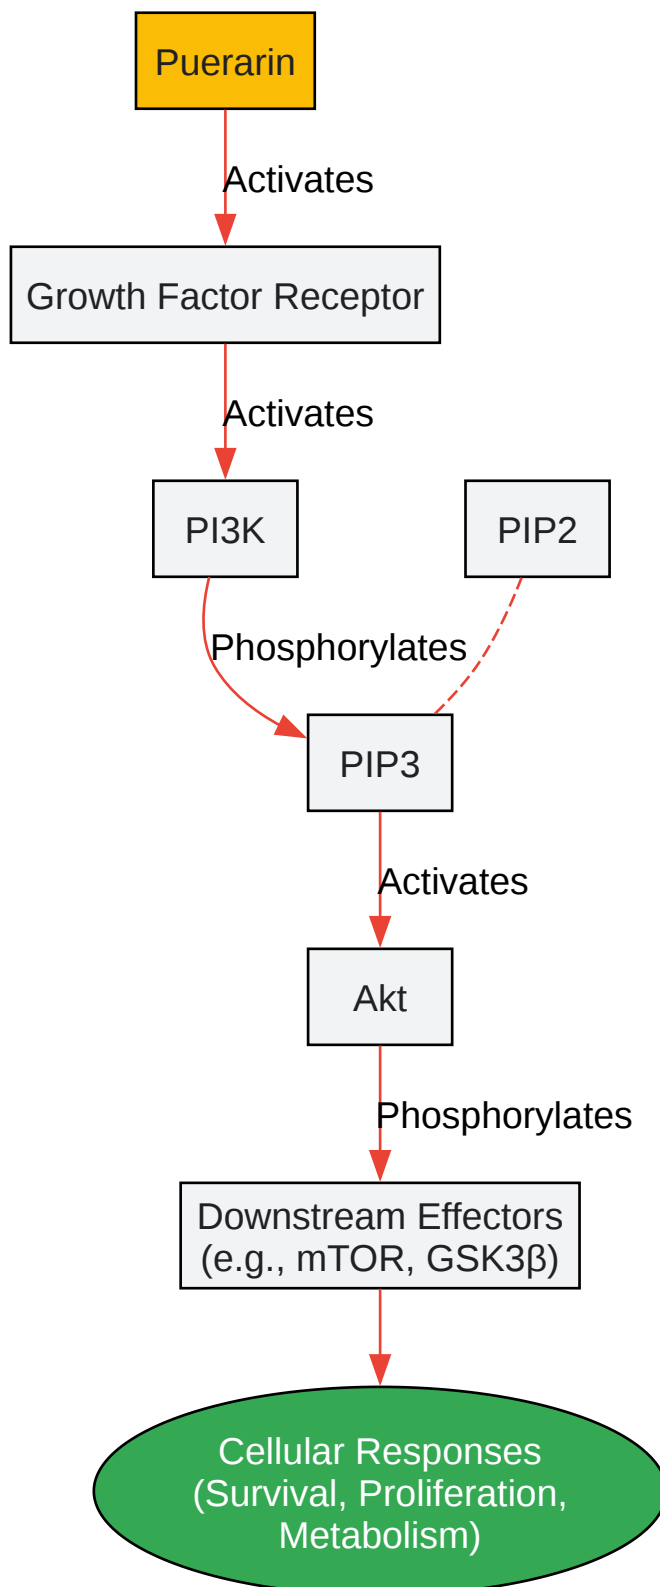 Puerarin
Activates
Growth Factor Receptor
Activates
PI3K
PIP2
Phosphorylates
PIP3
Activates
Akt
Phosphorylates
Downstream Effectors
(e.g., mTOR, GSK3β)
Cellular Responses
(Survival, Proliferation,
Metabolism)